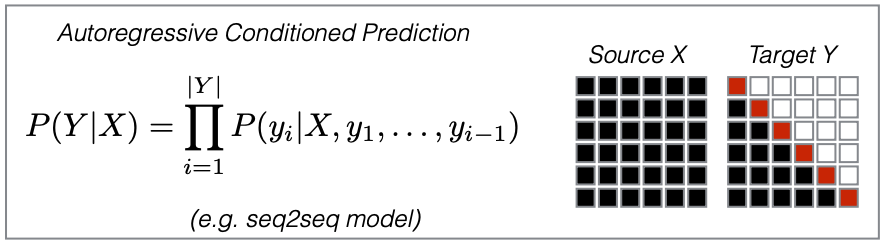 Autoregressive Conditioned Prediction
P(Y|X) = ∏_{i=1}^{|Y|} P(y_i|X, y_1, . . . , y_{i−1})
(e.g. seq2seq model)
Source X
Target Y